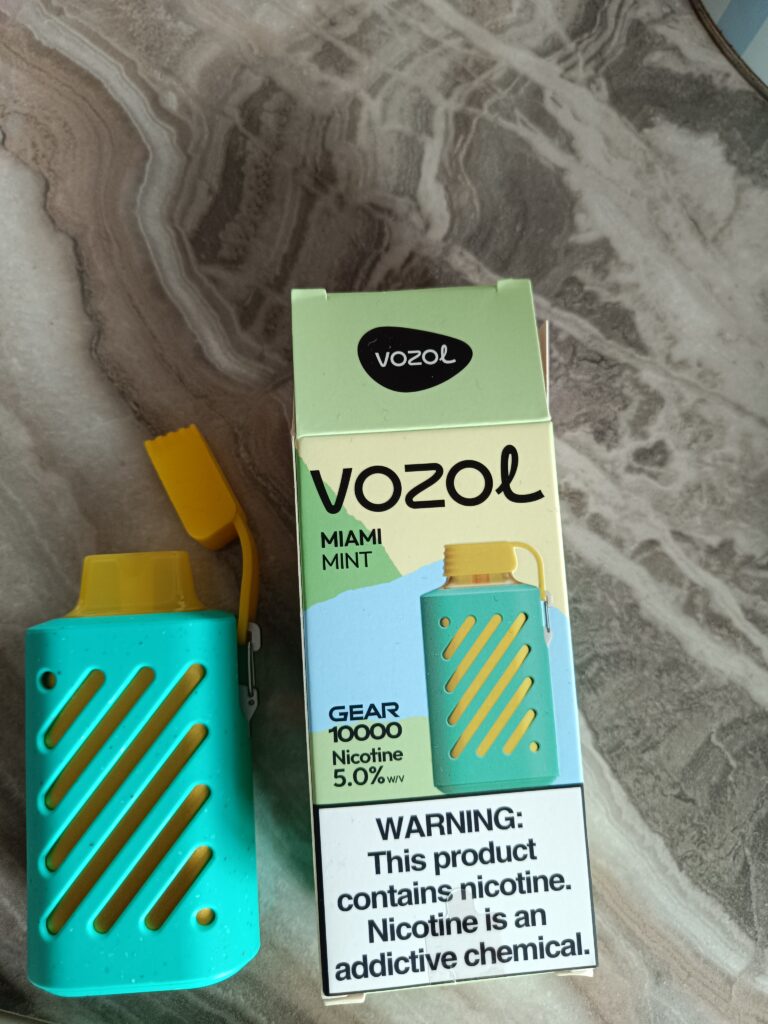 VOZOL
VOZOL
MIAMI
MINT
GEAR
10000
Nicotine
5.0% w/v
WARNING:
This product
contains nicotine.
Nicotine is an
addictive chemical.